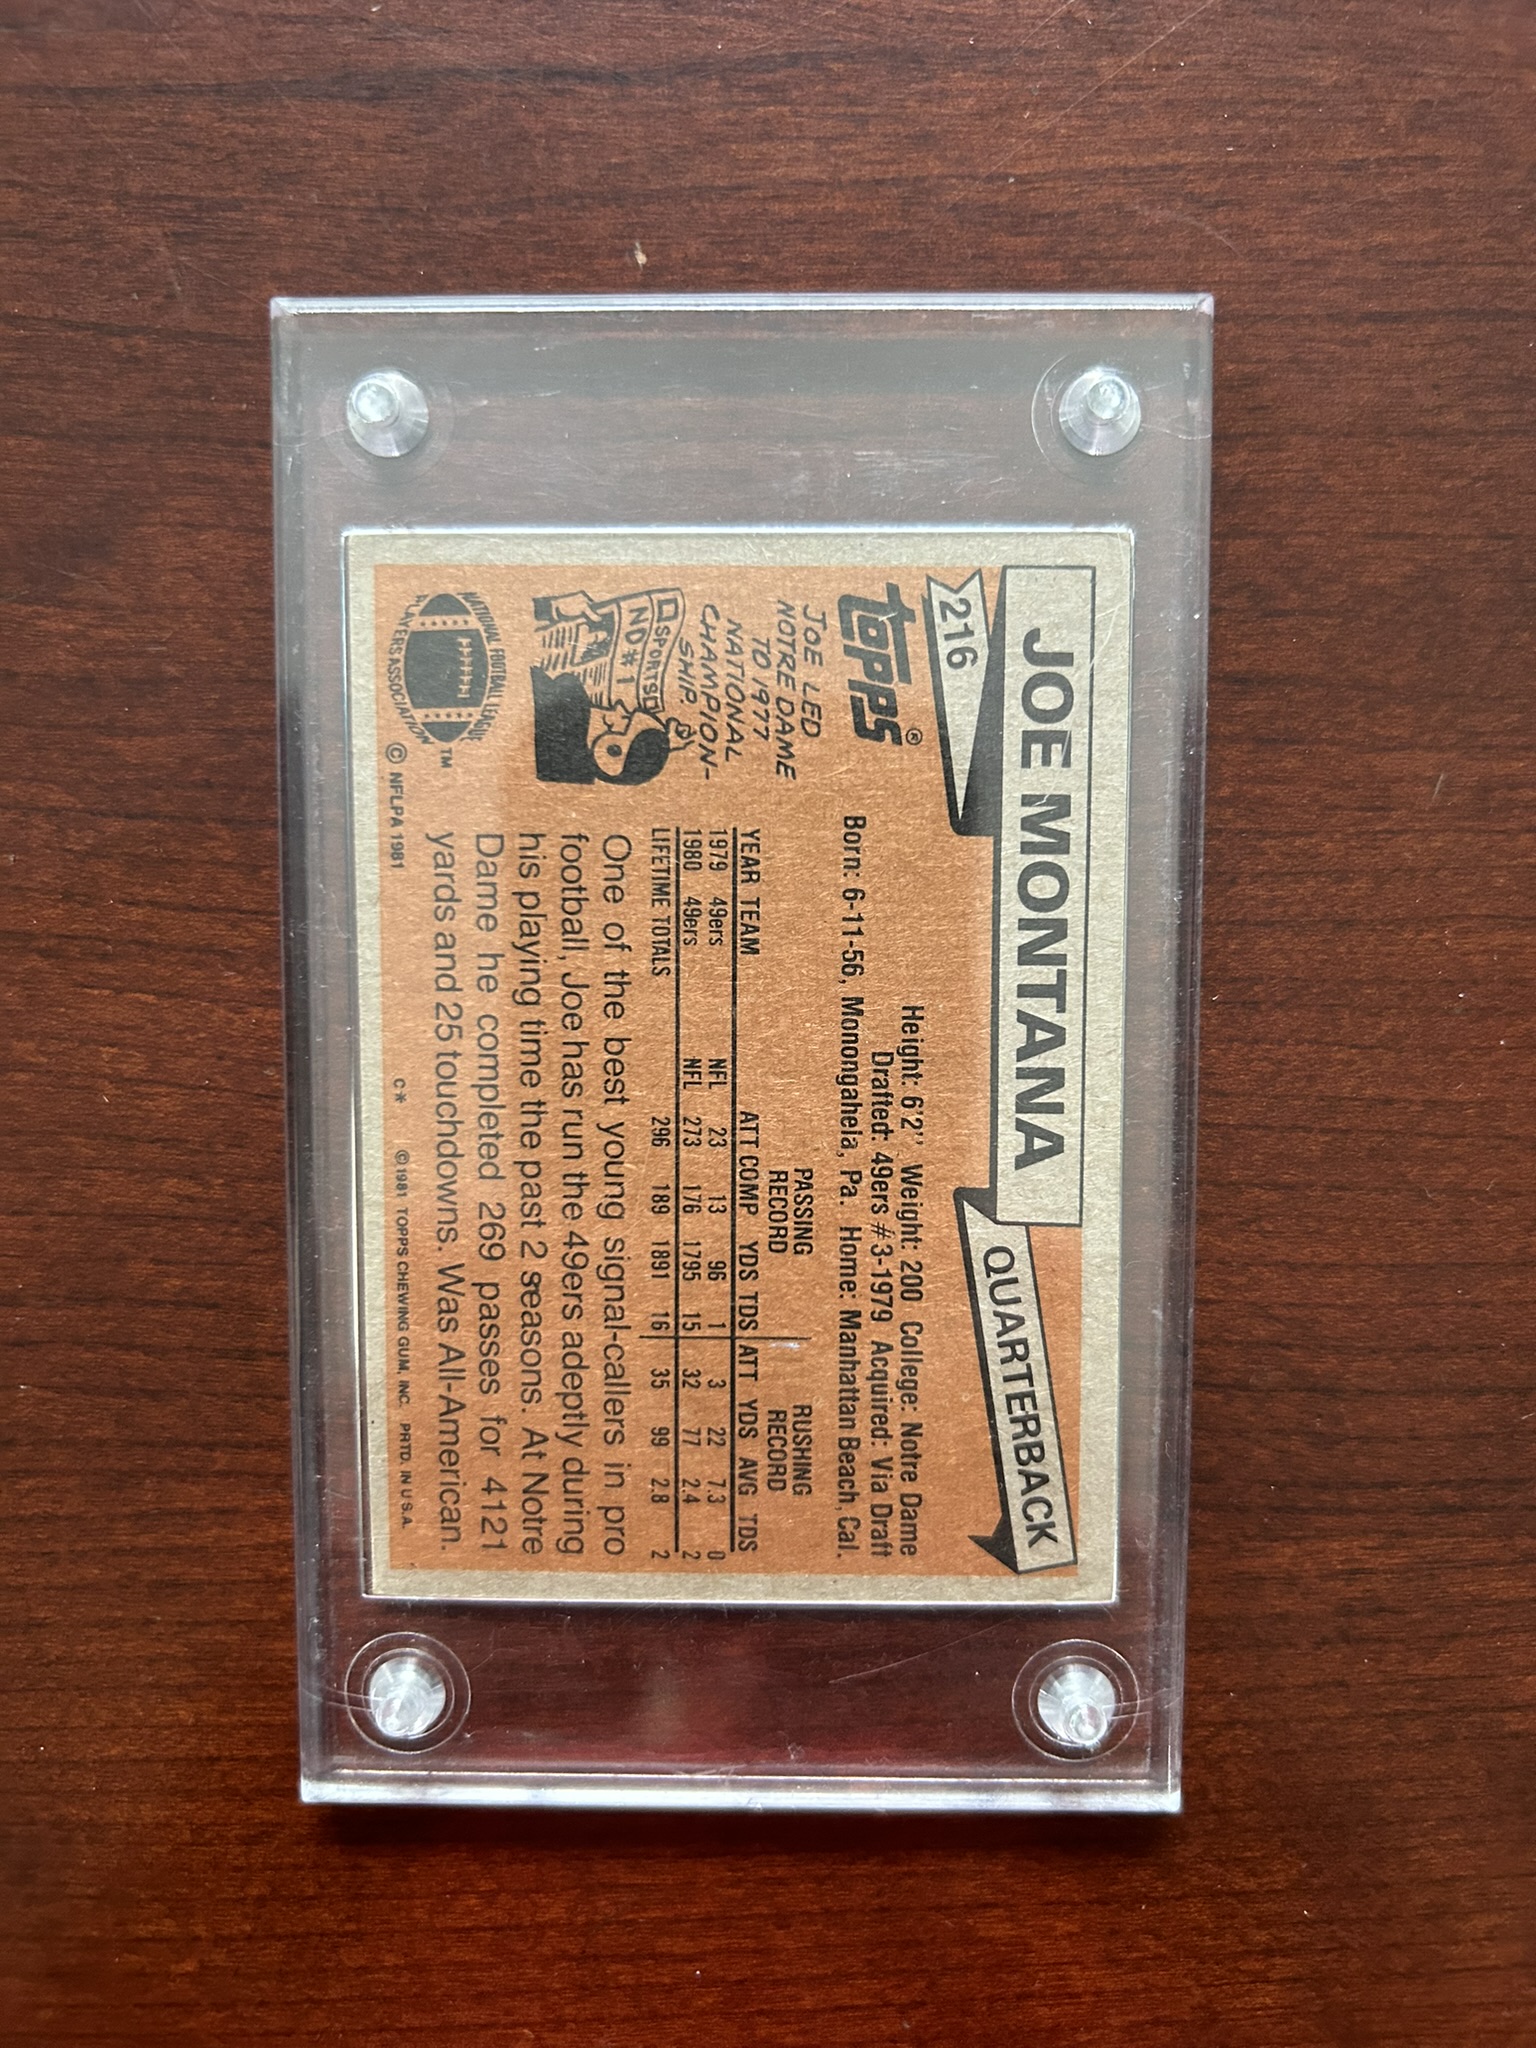 JOE MONTANA
QUARTERBACK
216
TOPPS®
Height: 6'2" Weight: 200 College: Notre Dame
Drafted: 49ers #3-1979 Acquired: Via Draft
Born: 6-11-56, Monongahela, Pa. Home: Manhattan Beach, Cal.
JOE LED
NOTRE DAME
TO 1977
NATIONAL
CHAMPION-
SHIP.
SPORTS
ND#1
PASSING RECORD RUSHING RECORD
YEAR TEAM ATT COMP YDS TDS ATT YDS AVG TDS
1979 49ers NFL 23 13 96 1 3 22 7.3 0
1980 49ers NFL 273 176 1795 15 32 77 2.4 2
LIFETIME TOTALS 296 189 1891 16 35 99 2.8 2
One of the best young signal-callers in pro
football, Joe has run the 49ers adeptly during
his playing time the past 2 seasons. At Notre
Dame he completed 269 passes for 4121
yards and 25 touchdowns. Was All-American.
NATIONAL FOOTBALL LEAGUE
PLAYERS ASSOCIATION
TM
© NFLPA 1981
C* © 1981 TOPPS CHEWING GUM, INC. PRTD. IN U.S.A.